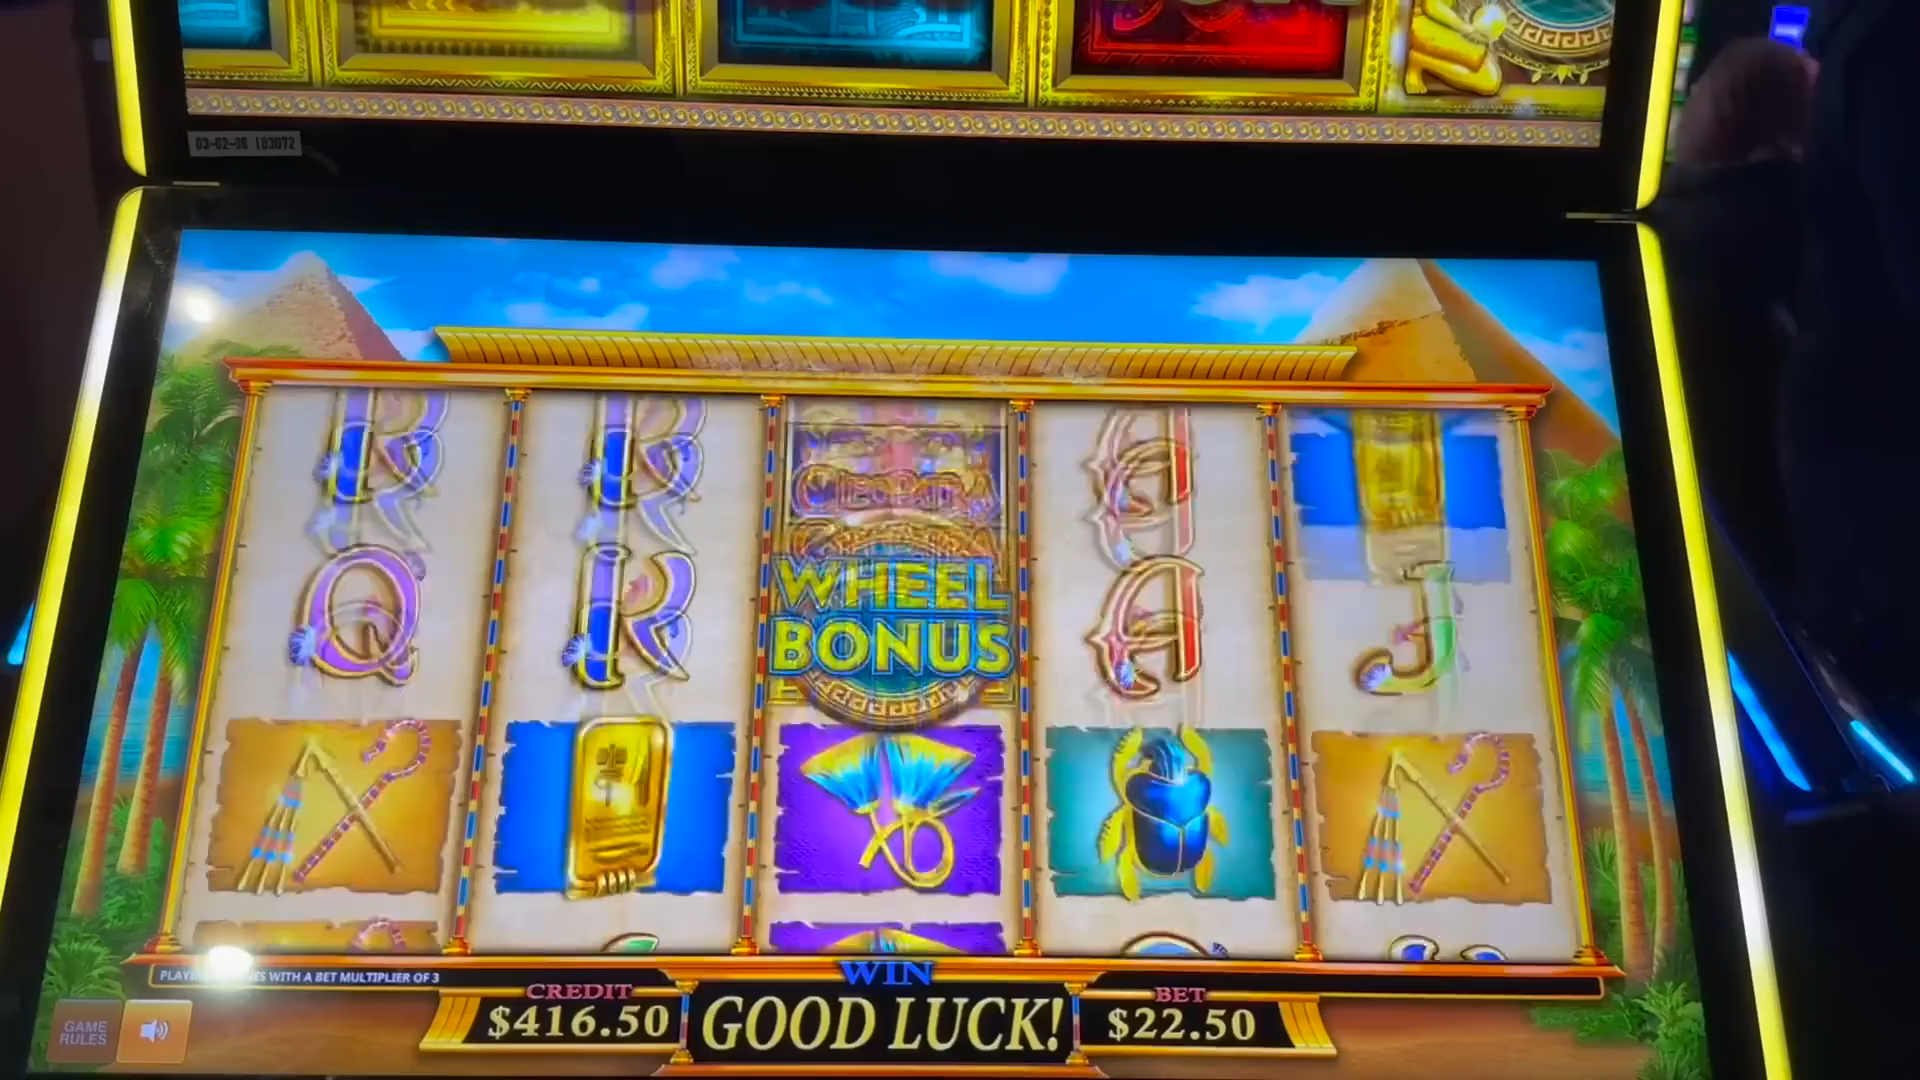 03-02-06 103072
K
K
CLEOPATRA
A
Q
K
WHEEL
BONUS
A
J
WITH A BET MULTIPLIER OF 3
WIN
CREDIT
BET
$416.50
GOOD LUCK!
$22.50
GAME
RULES